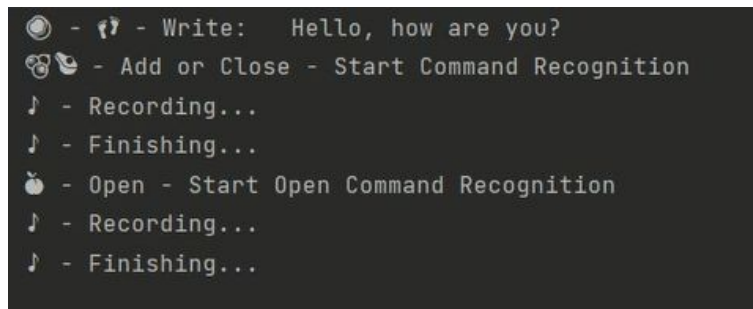 - 👣 - Write:   Hello, how are you?
- Add or Close - Start Command Recognition
♪ - Recording...
♪ - Finishing...
- Open - Start Open Command Recognition
♪ - Recording...
♪ - Finishing...